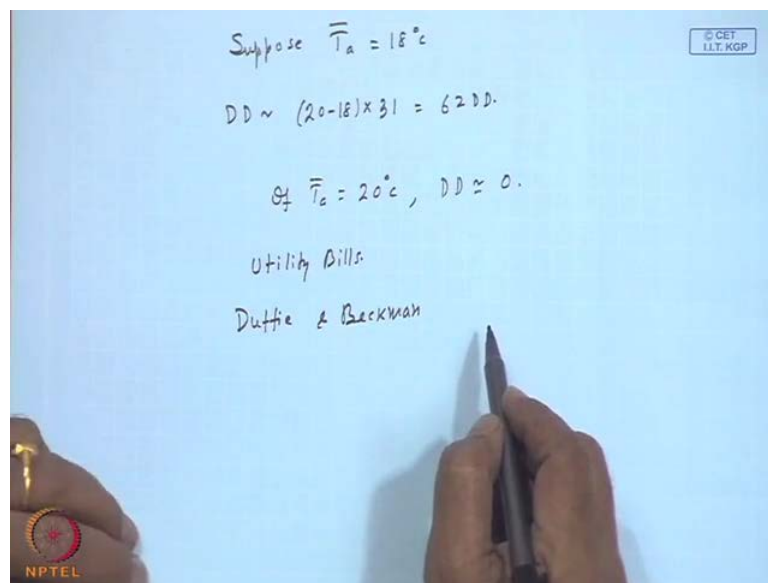 Suppose T̿a = 18°c
© CET
I.I.T. KGP
DD ~ (20-18) x 31 = 62 DD.
If T̿a = 20°c, DD ≃ 0.
Utility Bills.
Duffie & Beckman
NPTEL